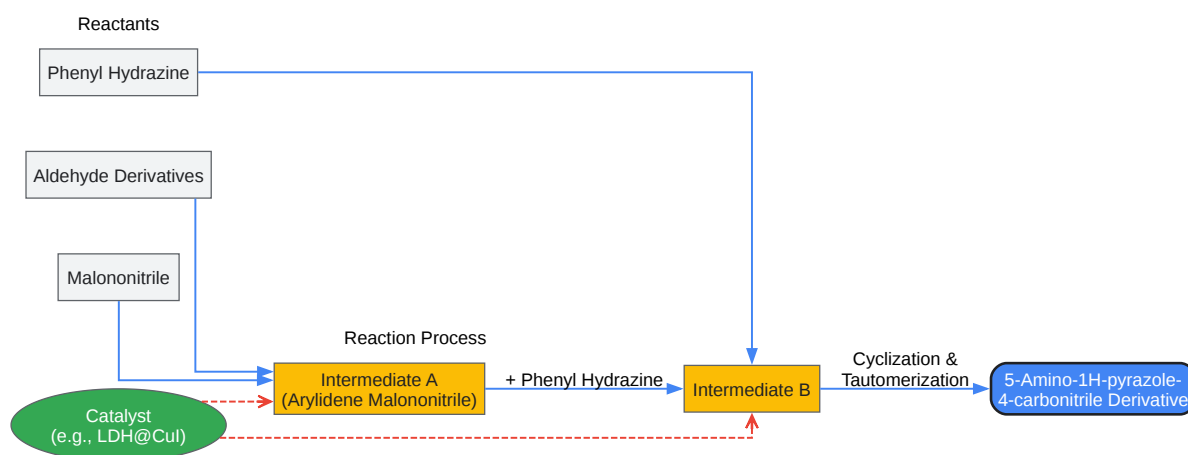 Reactants
Phenyl Hydrazine
Aldehyde Derivatives
Malononitrile
Reaction Process
Intermediate A
(Arylidene Malononitrile)
+ Phenyl Hydrazine
Intermediate B
Cyclization &
Tautomerization
5-Amino-1H-pyrazole-
4-carbonitrile Derivative
Catalyst
(e.g., LDH@CuI)